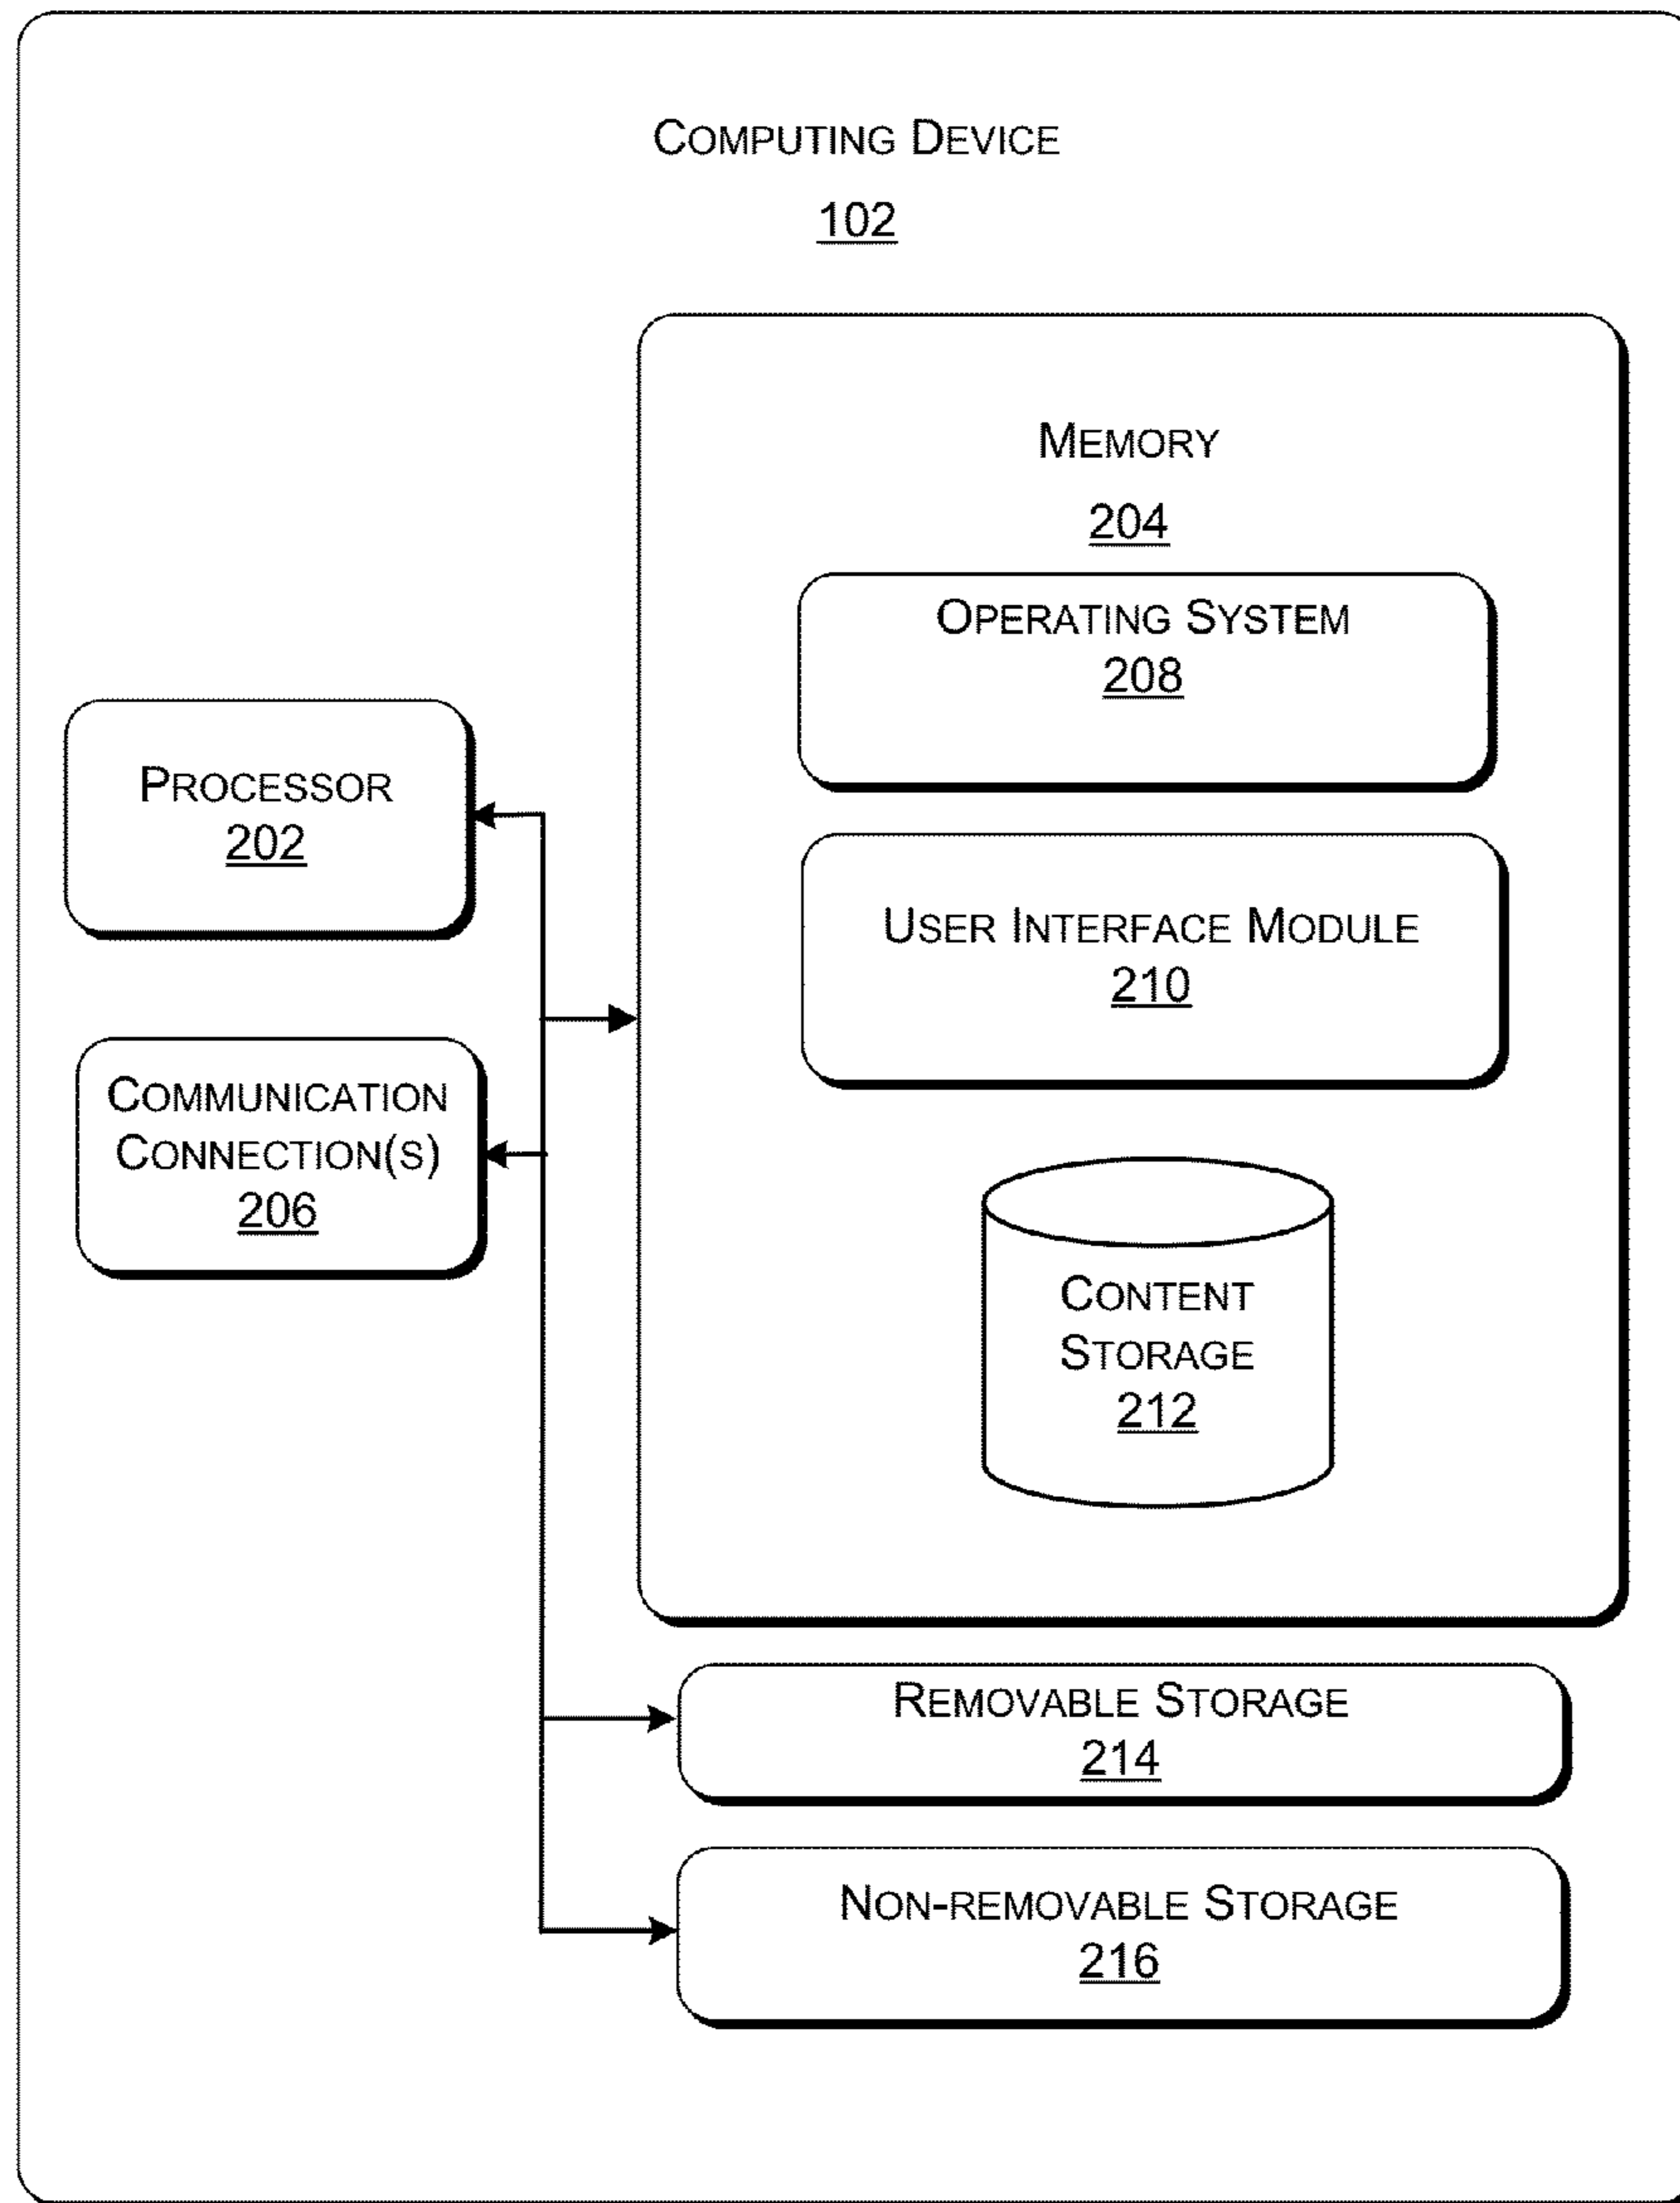 COMPUTING DEVICE
102
MEMORY
204
OPERATING SYSTEM
208
PROCESSOR
202
USER INTERFACE MODULE
210
COMMUNICATION
CONNECTION(S)
206
CONTENT
STORAGE
212
REMOVABLE STORAGE
214
NON-REMOVABLE STORAGE
216